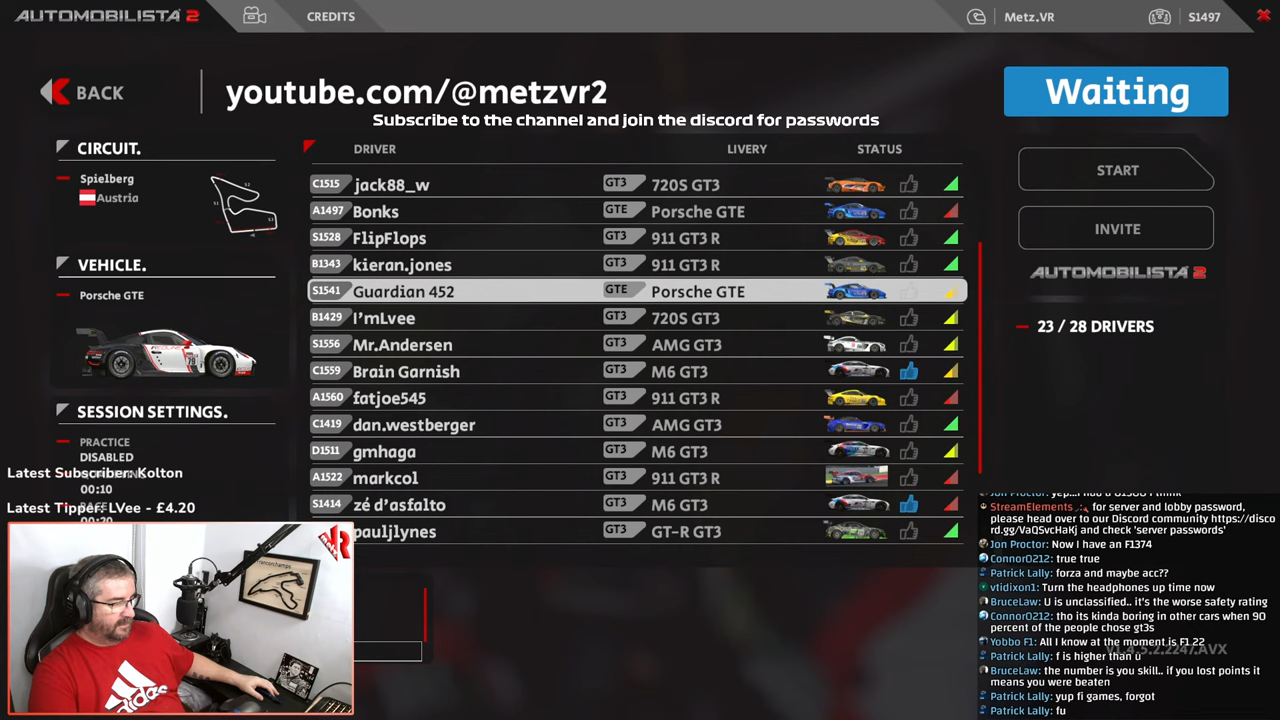 AUTOMOBILISTA 2
CREDITS
Metz.VR
S1497
BACK
youtube.com/@metzvr2
Waiting
Subscribe to the channel and join the discord for passwords
CIRCUIT.
Spielberg
Austria
VEHICLE.
Porsche GTE
SESSION SETTINGS.
PRACTICE
DISABLED
00:10
Latest Subscriber: Kolton
Latest Tipper: LVee - £4.20
DRIVER LIVERY STATUS
C1515 jack88_w GT3 720S GT3
A1497 Bonks GTE Porsche GTE
S1528 FlipFlops GT3 911 GT3 R
B1343 kieran.jones GT3 911 GT3 R
S1541 Guardian 452 GTE Porsche GTE
B1429 I'mLvee GT3 720S GT3
S1556 Mr.Andersen GT3 AMG GT3
C1559 Brain Garnish GT3 M6 GT3
A1560 fatjoe545 GT3 911 GT3 R
C1419 dan.westberger GT3 AMG GT3
D1511 gmhaga GT3 M6 GT3
A1522 markcol GT3 911 GT3 R
S1414 zé d'asfalto GT3 M6 GT3
pauljlynes GT3 GT-R GT3
START
INVITE
AUTOMOBILISTA 2
23 / 28 DRIVERS
StreamElements: for server and lobby password,
please head over to our Discord community https://disco
rd.gg/VaQSvcHaKj and check 'server passwords'
Jon Proctor: Now I have an F1374
Connor0212: true true
Patrick Lally: forza and maybe acc??
vtidixon1: Turn the headphones up time now
BruceLaw: U is unclassified.. it's the worse safety rating
Connor0212: tho its kinda boring in other cars when 90
percent of the people chose gt3s
Yobbo F1: All I know at the moment is F1 22
Patrick Lally: f is higher than u
V1.4.5.2.2247.AVX
BruceLaw: the number is you skill.. if you lost points it
means you were beaten
Patrick Lally: yup fi games, forgot
Patrick Lally: fu
adidas